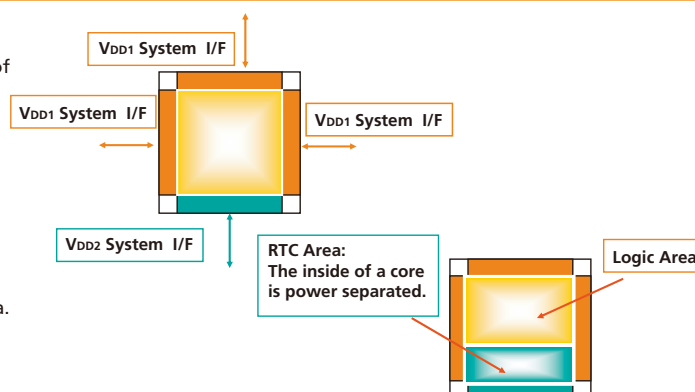 of
VDD1 System I/F
VDD1 System I/F
VDD1 System I/F
VDD2 System I/F
RTC Area:
The inside of a core
is power separated.
Logic Area
a.